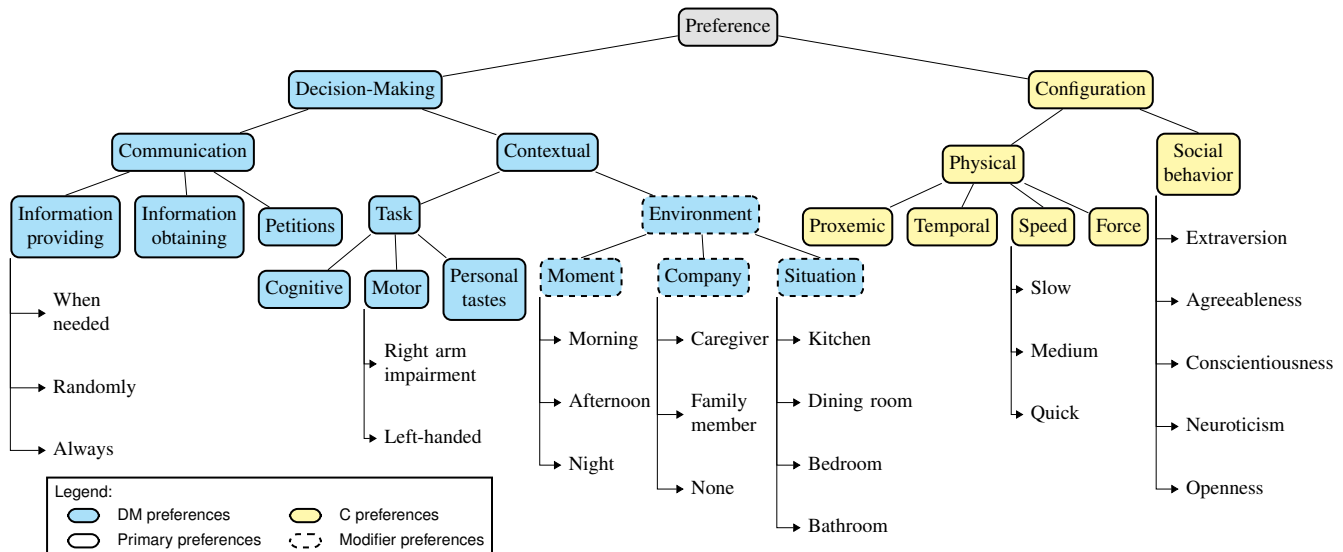 Preference
Decision-Making
Configuration
Communication
Contextual
Physical
Social
behavior
Information
providing
Information
obtaining
Petitions
Task
Environment
Proxemic
Temporal
Speed
Force
Cognitive
Motor
Personal
tastes
Moment
Company
Situation
When
needed
Randomly
Always
Right arm
impairment
Left-handed
Morning
Afternoon
Night
Caregiver
Family
member
None
Kitchen
Dining room
Bedroom
Bathroom
Slow
Medium
Quick
Extraversion
Agreeableness
Conscientiousness
Neuroticism
Openness
Legend:
DM preferences
C preferences
Primary preferences
Modifier preferences